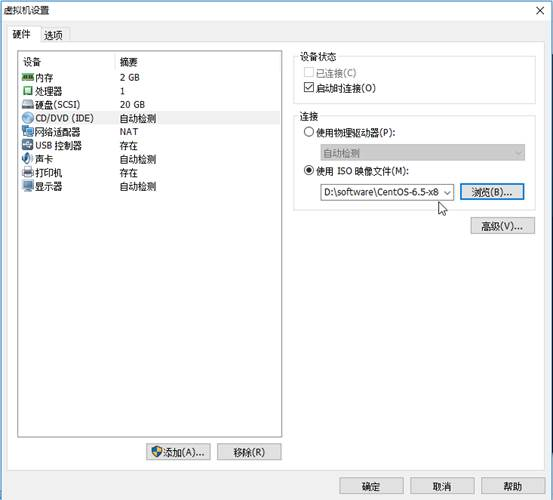 虚拟机设置
硬件 选项
设备 摘要
内存 2 GB
处理器 1
硬盘(SCSI) 20 GB
CD/DVD (IDE) 自动检测
网络适配器 NAT
USB 控制器 存在
声卡 自动检测
打印机 存在
显示器 自动检测
添加(A)... 移除(R)
设备状态
已连接(C)
启动时连接(O)
连接
使用物理驱动器(P):
自动检测
使用 ISO 映像文件(M):
D:\software\CentOS-6.5-x8 浏览(B)...
高级(V)...
确定 取消 帮助